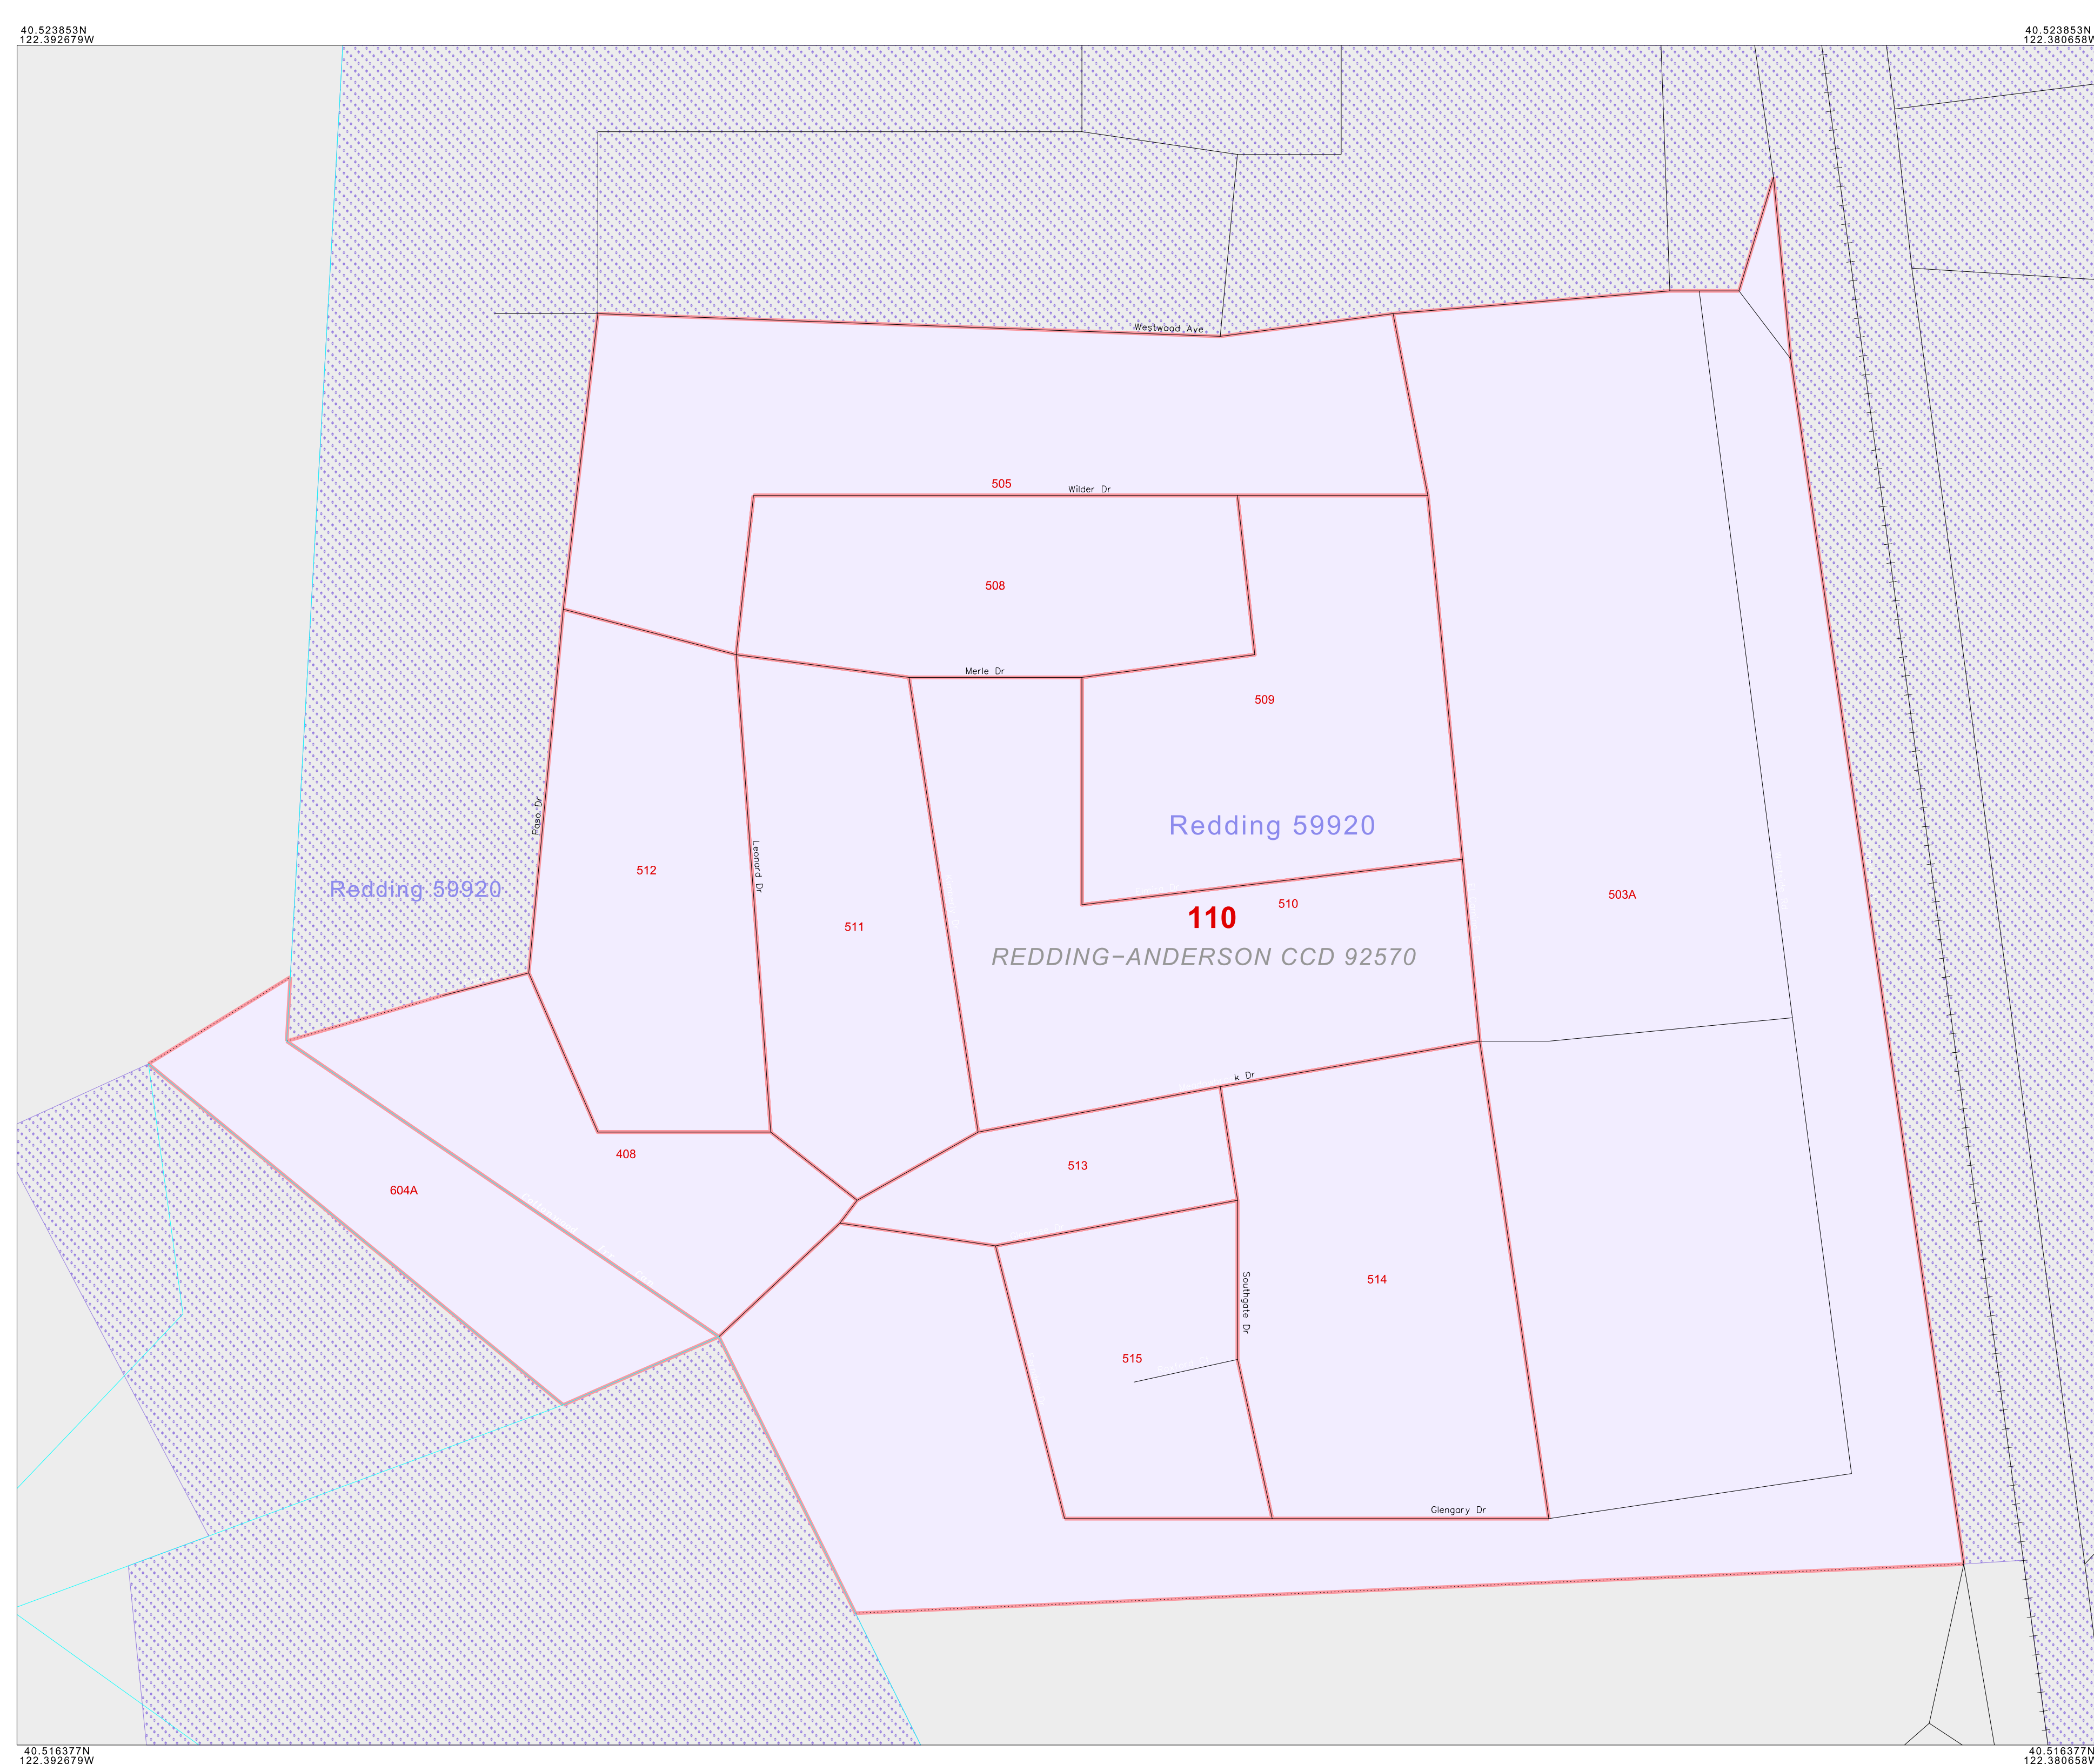 40.523853N
122.392679W
40.523853N
122.380658W
Westwood Ave
505
Wilder Dr
508
Merle Dr
509
Paso Dr
Leonard Dr
512
Redding 59920
Redding 59920
503A
510
110
511
REDDING-ANDERSON CCD 92570
k Dr
408
513
604A
Southgate Dr
514
515
Glengary Dr
40.516377N
122.392679W
40.516377N
122.380658W